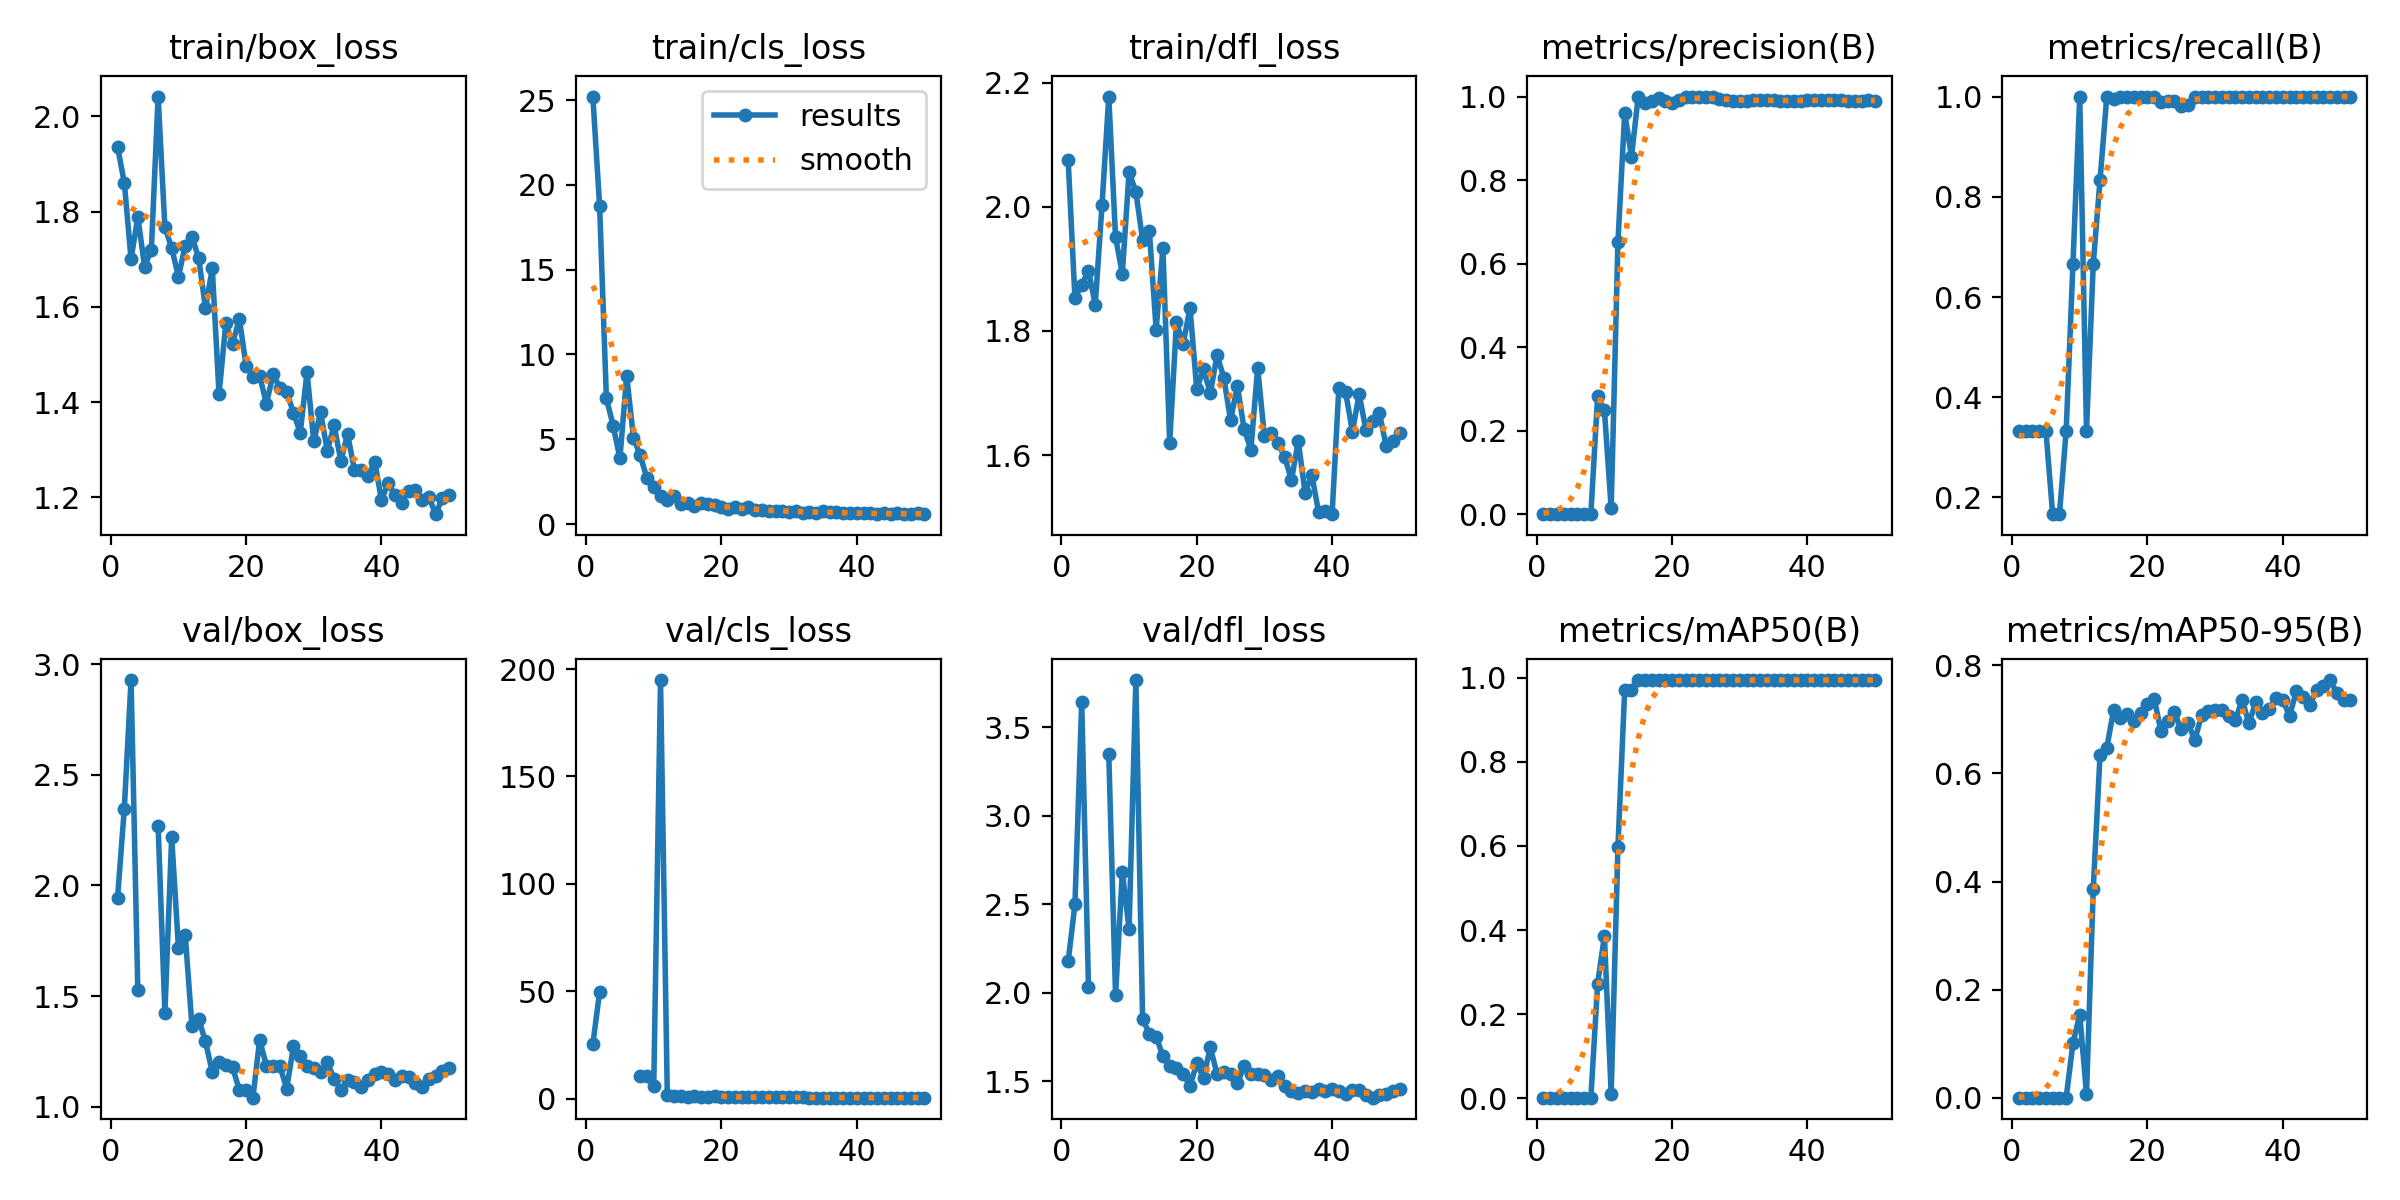 train/box_loss
train/cls_loss
train/dfl_loss
metrics/precision(B)
metrics/recall(B)
2.0
1.8
1.6
1.4
1.2
0 20 40
25
20
15
10
5
0
0 20 40
results
smooth
2.2
2.0
1.8
1.6
0 20 40
1.0
0.8
0.6
0.4
0.2
0.0
0 20 40
1.0
0.8
0.6
0.4
0.2
0 20 40
val/box_loss
val/cls_loss
val/dfl_loss
metrics/mAP50(B)
metrics/mAP50-95(B)
3.0
2.5
2.0
1.5
1.0
0 20 40
200
150
100
50
0
0 20 40
3.5
3.0
2.5
2.0
1.5
0 20 40
1.0
0.8
0.6
0.4
0.2
0.0
0 20 40
0.8
0.6
0.4
0.2
0.0
0 20 40